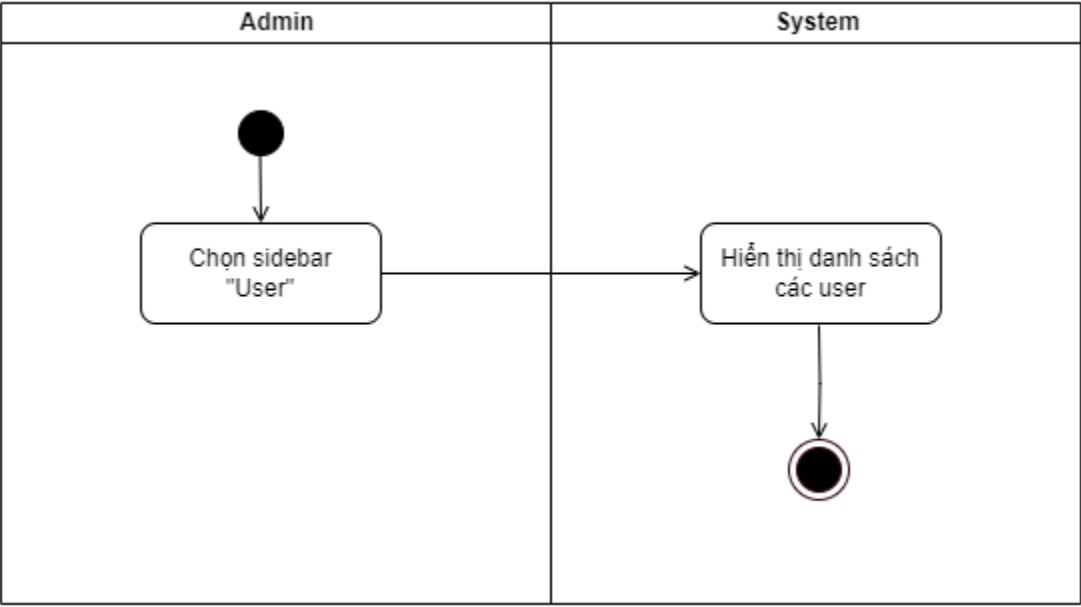 Admin
System
Chọn sidebar
"User"
Hiển thị danh sách
các user